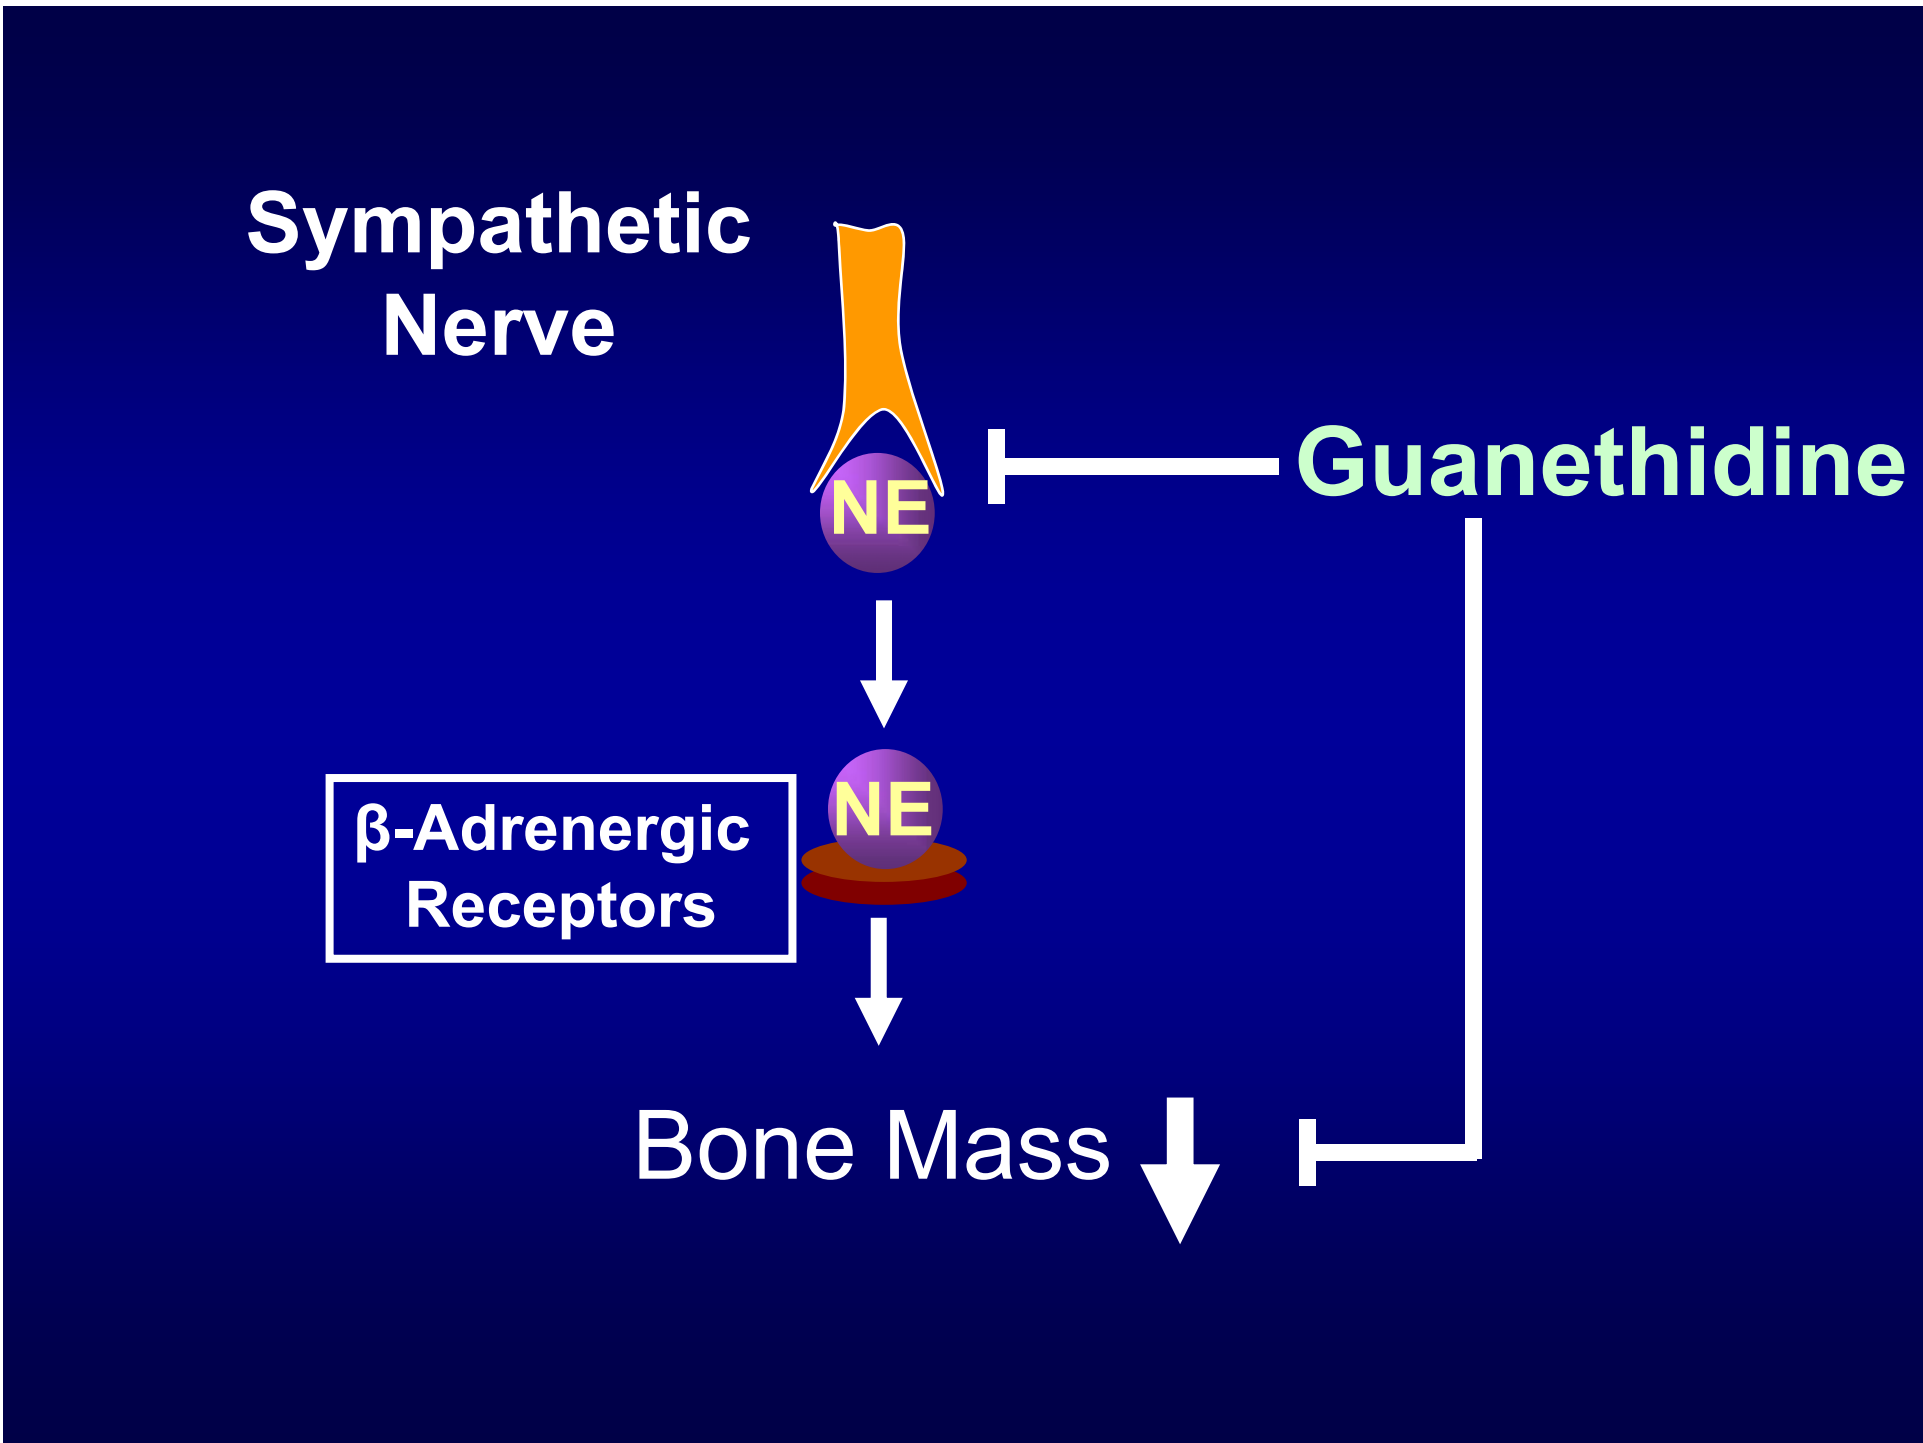 Sympathetic
Nerve
Guanethidine
NE
NE
β-Adrenergic
Receptors
Bone Mass